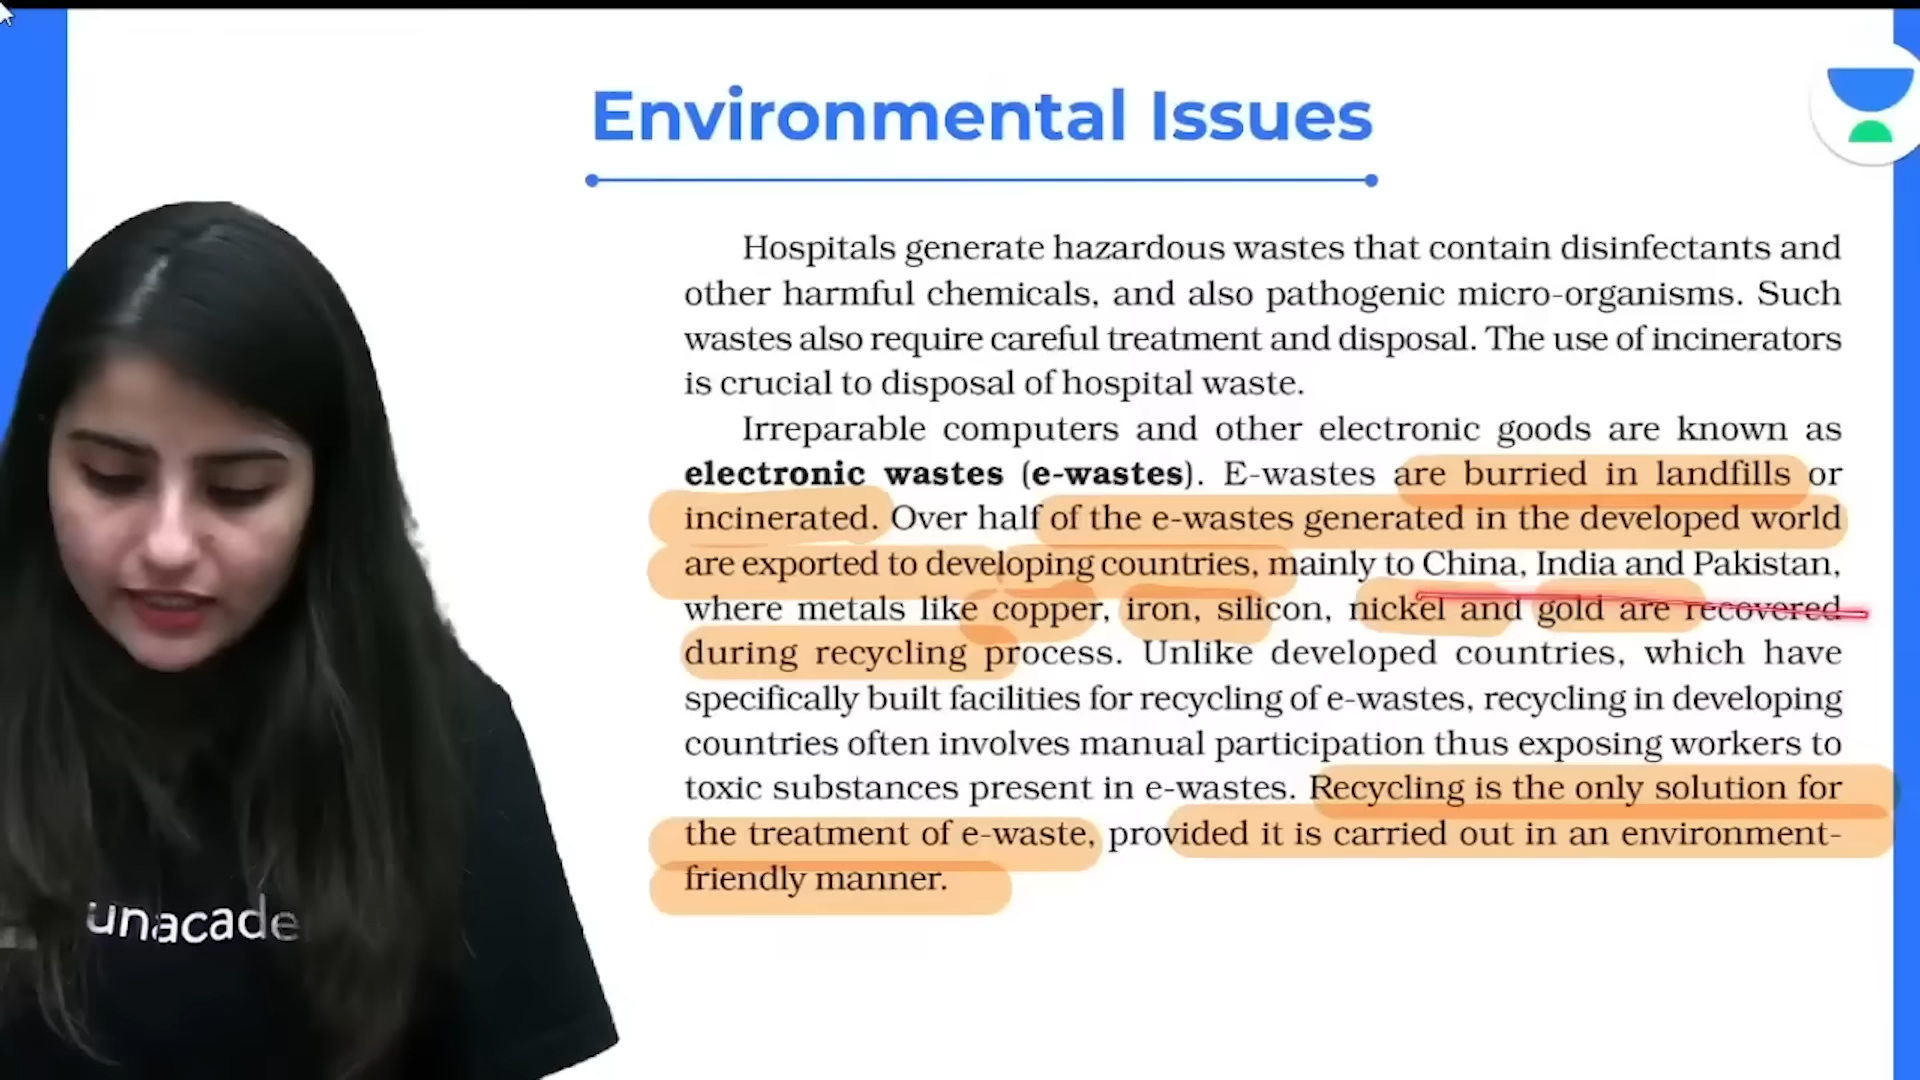 Environmental Issues
Hospitals generate hazardous wastes that contain disinfectants and
other harmful chemicals, and also pathogenic micro-organisms. Such
wastes also require careful treatment and disposal. The use of incinerators
is crucial to disposal of hospital waste.
Irreparable computers and other electronic goods are known as
electronic wastes (e-wastes). E-wastes are burried in landfills or
incinerated. Over half of the e-wastes generated in the developed world
are exported to developing countries, mainly to China, India and Pakistan,
where metals like copper, iron, silicon, nickel and gold are recovered
during recycling process. Unlike developed countries, which have
specifically built facilities for recycling of e-wastes, recycling in developing
countries often involves manual participation thus exposing workers to
toxic substances present in e-wastes. Recycling is the only solution for
the treatment of e-waste, provided it is carried out in an environment-
friendly manner.
unacade